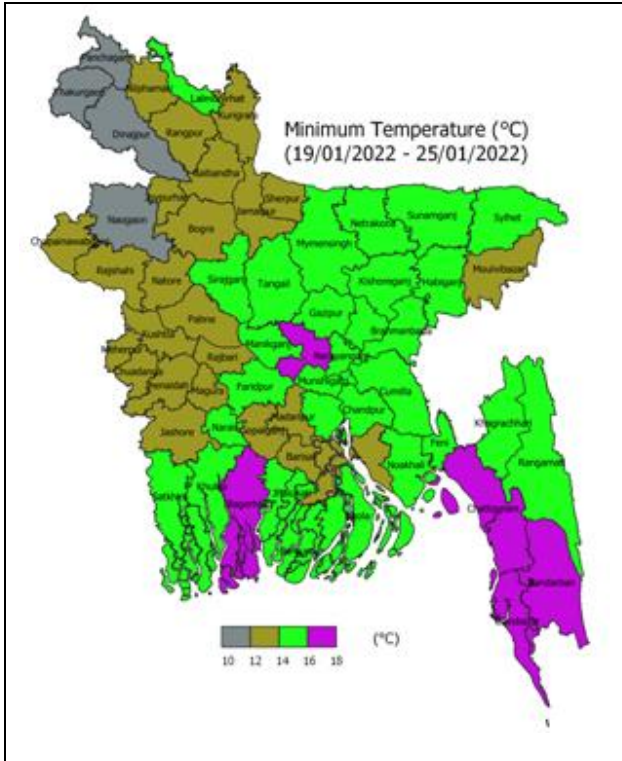 Panchagarh
Thakurgaon
Nilphamari
Lalmonirhat
Kurigram
Dinajpur
Rangpur
Minimum Temperature (°C)
(19/01/2022 - 25/01/2022)
Gaibandha
Naugaon
Joypurhat
Sherpur
Jamalpur
Bogra
Mymensingh
Netrakona
Sunamganj
Sylhet
Chapainawabganj
Rajshahi
Natore
Sirajganj
Tangail
Kishoreganj
Habiganj
Moulvibazar
Gazipur
Pabna
Brahmanbaria
Kushtia
Manikganj
Narayanganj
Meherpur
Rajbari
Chuadanga
Jhenaidah
Magura
Faridpur
Munshiganj
Cumilla
Chandpur
Khagrachhari
Jashore
Narail
Gopalganj
Madaripur
Feni
Rangamati
Barisal
Noakhali
Satkhira
Khulna
Bagerhat
Bhola
Chattogram
Bandarban
(°C)
10 12 14 16 18